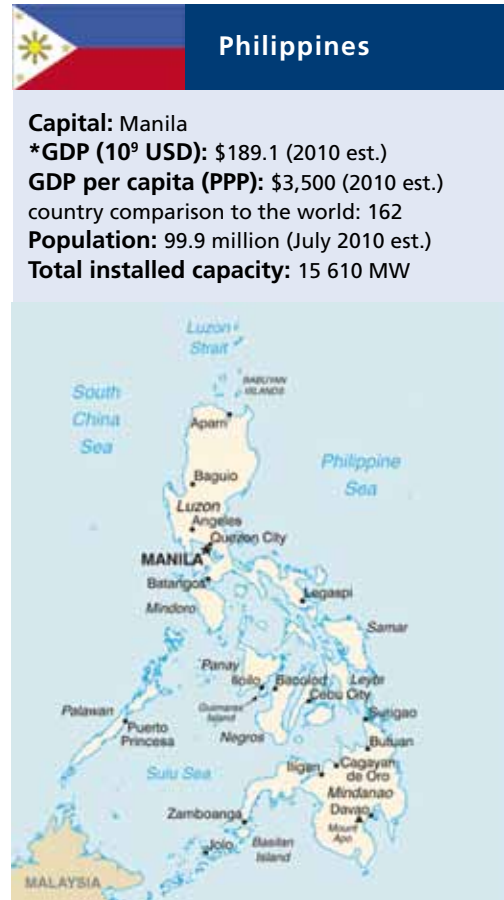 Philippines
Capital: Manila
*GDP (10⁹ USD): $189.1 (2010 est.)
GDP per capita (PPP): $3,500 (2010 est.)
country comparison to the world: 162
Population: 99.9 million (July 2010 est.)
Total installed capacity: 15 610 MW
Luzon
Strait
BABUYAN
ISLANDS
South
China
Sea
Aparri
Philippine
Sea
Baguio
Luzon
Angeles
Quezon City
MANILA
Batangas
Legaspi
Mindoro
Samar
Panay
Iloilo
Bacolod
Leyte
Cebu City
Palawan
Guimaras
Island
Surigao
Puerto
Princesa
Negros
Butuan
Sulu Sea
Iligan
Cagayan
de Oro
Mindanao
Zamboanga
Davao
Mount
Apo
Jolo
Basilan
Island
MALAYSIA